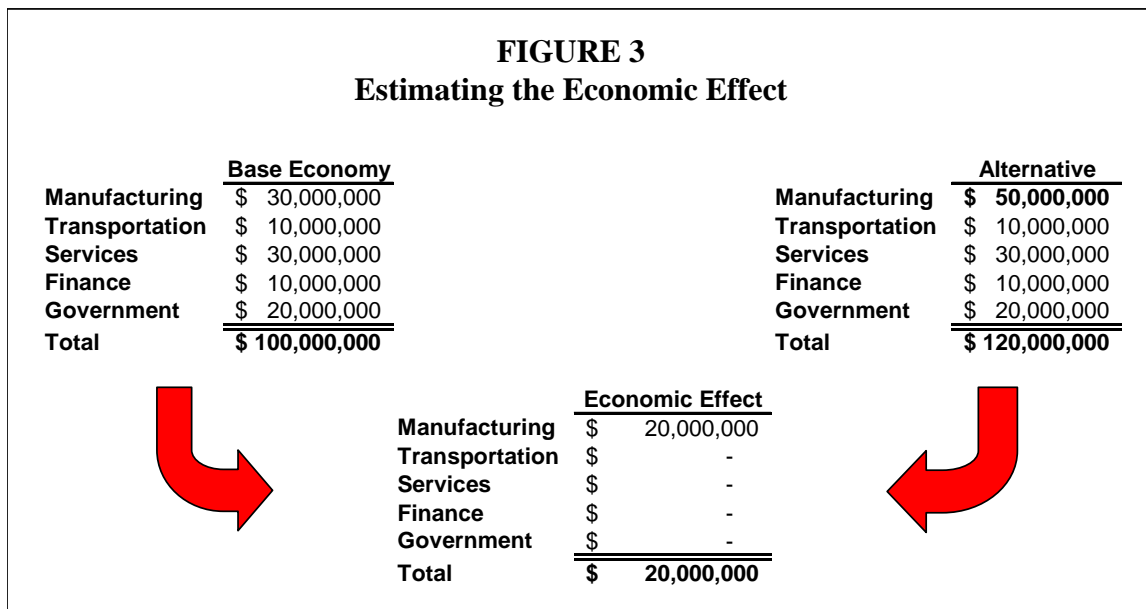 FIGURE 3
Estimating the Economic Effect
Base Economy
Manufacturing $ 30,000,000
Transportation $ 10,000,000
Services $ 30,000,000
Finance $ 10,000,000
Government $ 20,000,000
Total $ 100,000,000
Alternative
Manufacturing $ 50,000,000
Transportation $ 10,000,000
Services $ 30,000,000
Finance $ 10,000,000
Government $ 20,000,000
Total $ 120,000,000
Economic Effect
Manufacturing $ 20,000,000
Transportation $ -
Services $ -
Finance $ -
Government $ -
Total $ 20,000,000